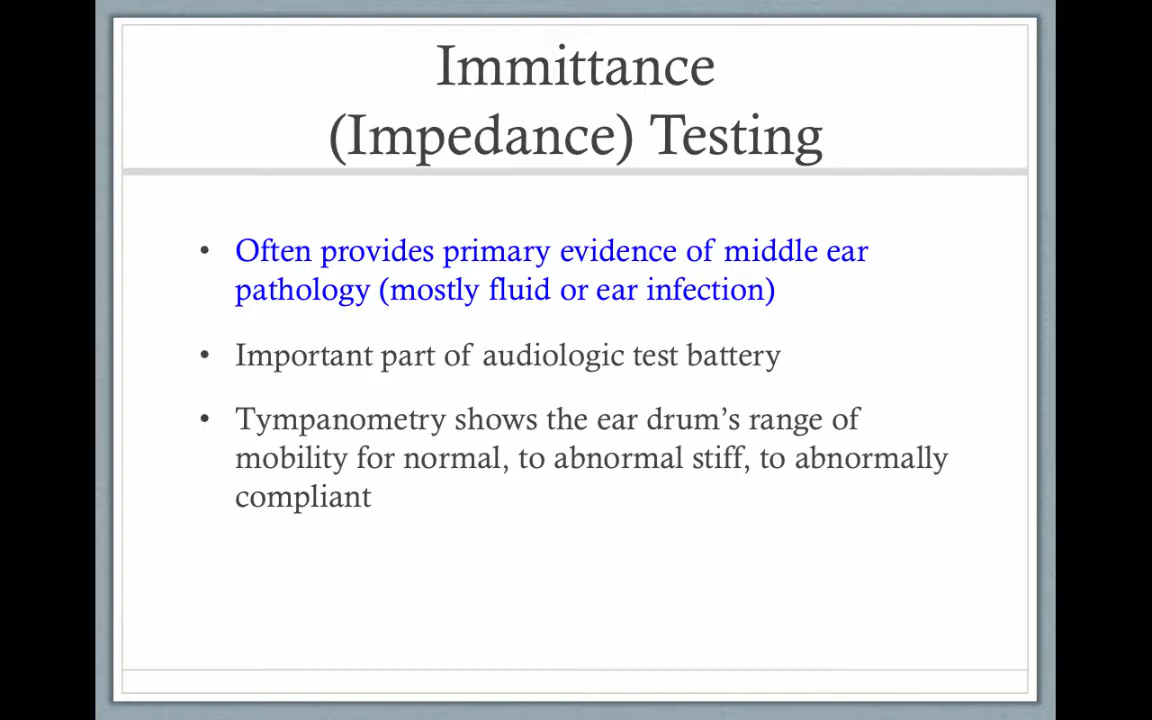 Immittance
(Impedance) Testing
• Often provides primary evidence of middle ear
pathology (mostly fluid or ear infection)
• Important part of audiologic test battery
• Tympanometry shows the ear drum’s range of
mobility for normal, to abnormal stiff, to abnormally
compliant